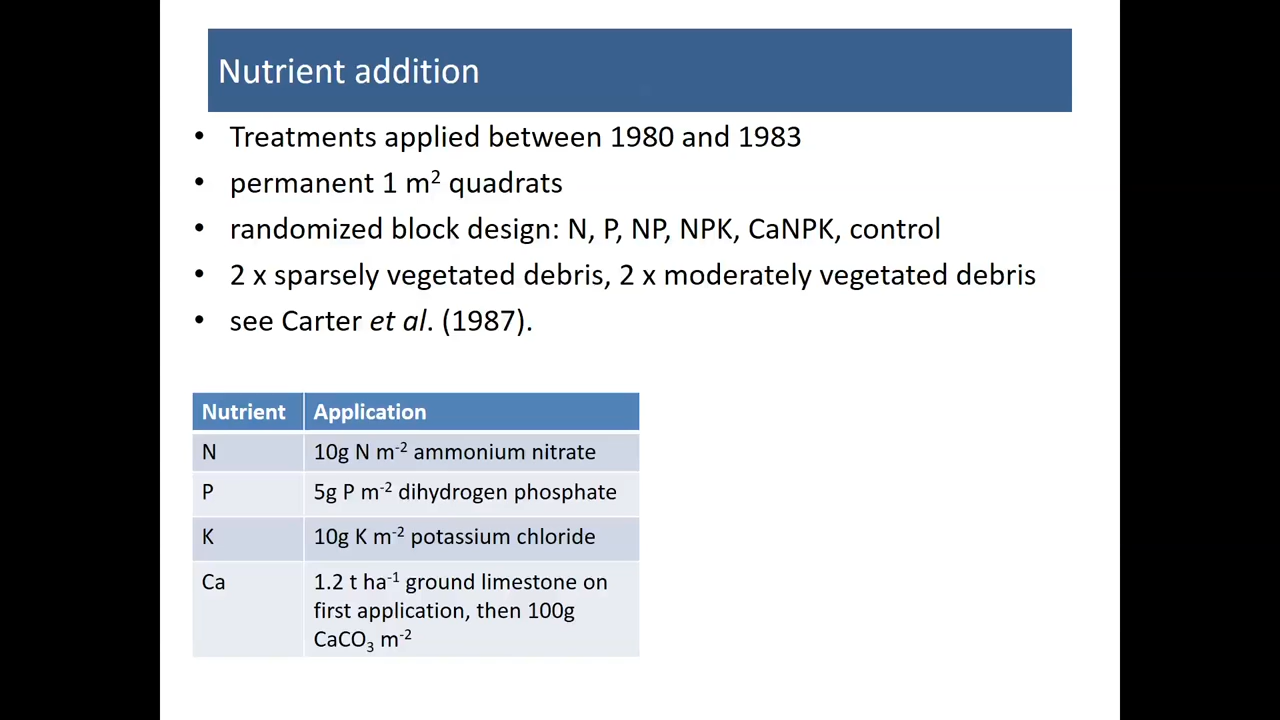 Nutrient addition
• Treatments applied between 1980 and 1983
• permanent 1 m² quadrats
• randomized block design: N, P, NP, NPK, CaNPK, control
• 2 x sparsely vegetated debris, 2 x moderately vegetated debris
• see Carter et al. (1987).
Nutrient Application
N 10g N m⁻² ammonium nitrate
P 5g P m⁻² dihydrogen phosphate
K 10g K m⁻² potassium chloride
Ca 1.2 t ha⁻¹ ground limestone on
first application, then 100g
CaCO₃ m⁻²